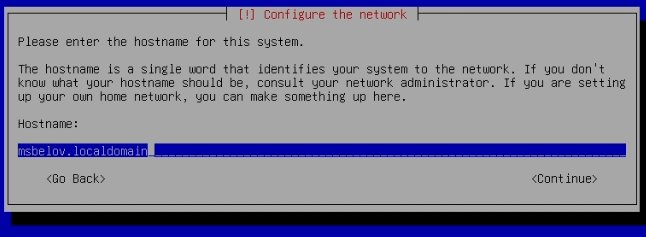 [!] Configure the network
Please enter the hostname for this system.
The hostname is a single word that identifies your system to the network. If you don't
know what your hostname should be, consult your network administrator. If you are setting
up your own home network, you can make something up here.
Hostname:
msbelov.localdomain
<Go Back> <Continue>